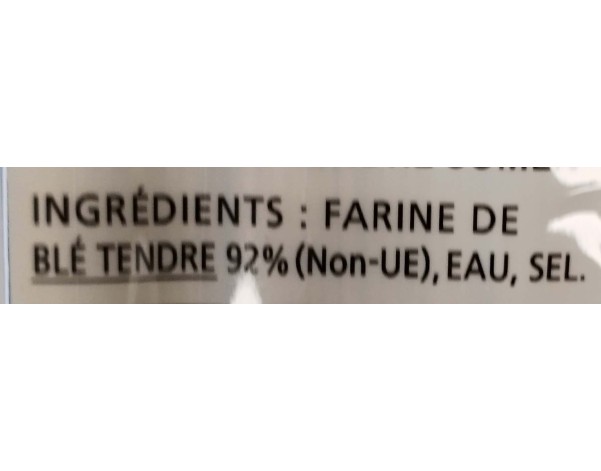 INGRÉDIENTS : FARINE DE
BLÉ TENDRE 92% (Non-UE), EAU, SEL.